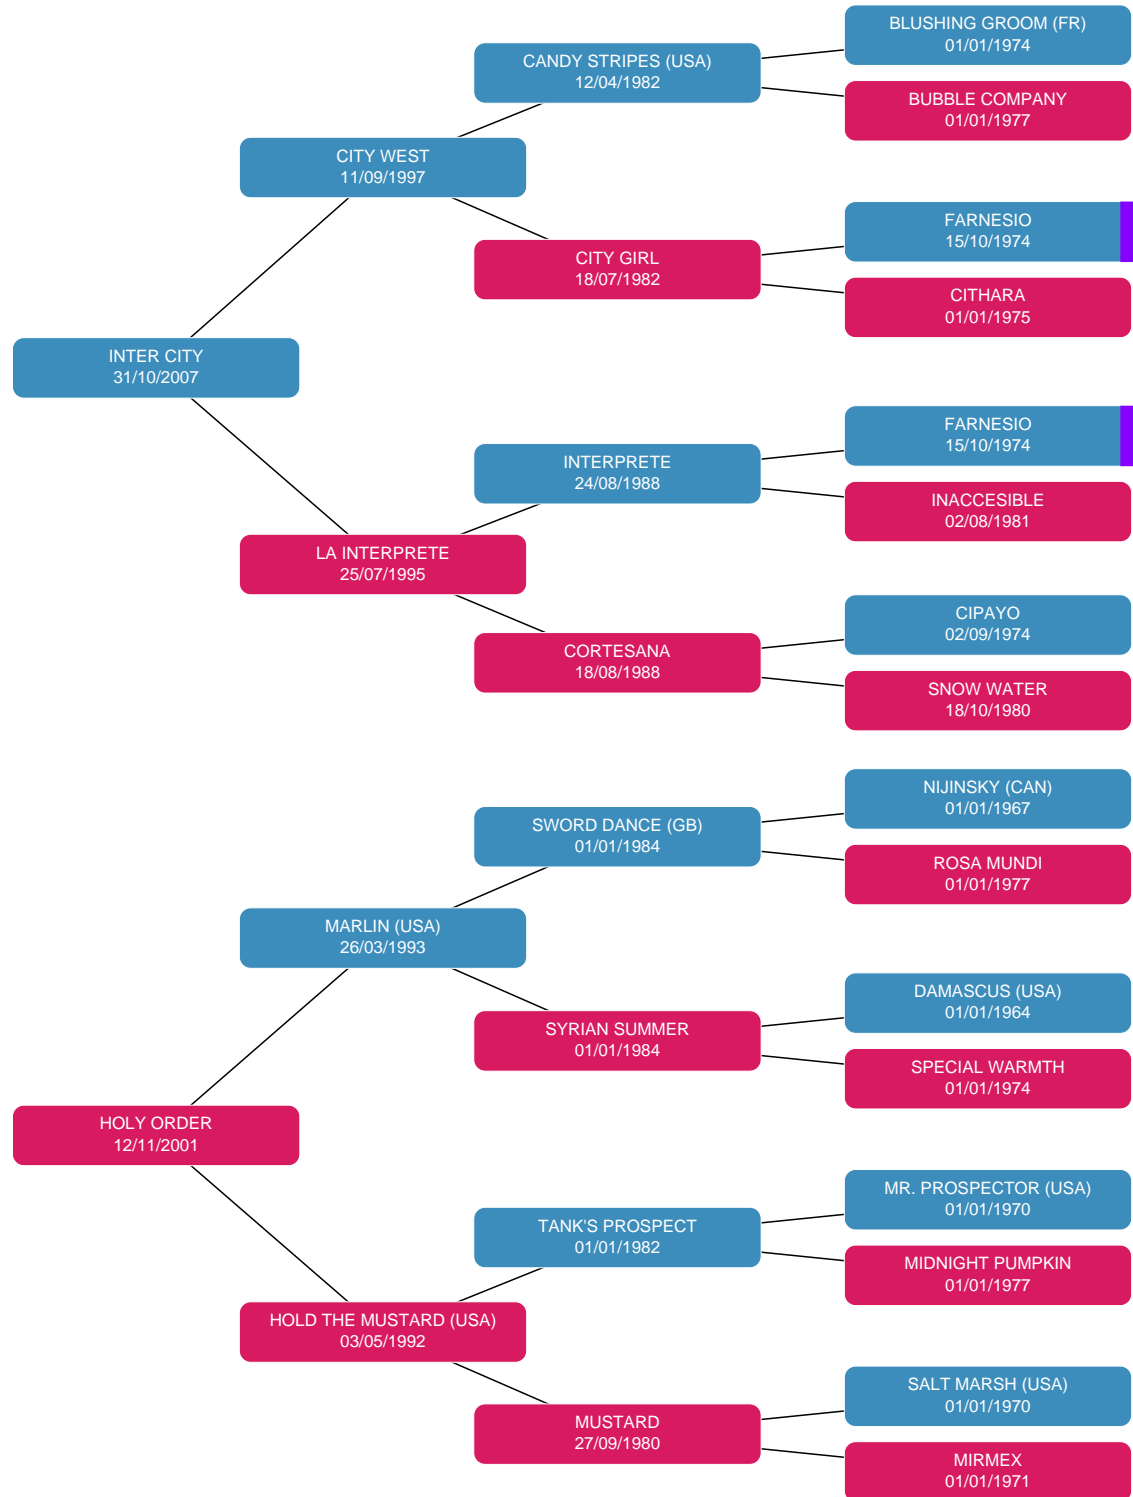 BLUSHING GROOM (FR)
01/01/1974
CANDY STRIPES (USA)
12/04/1982
BUBBLE COMPANY
01/01/1977
CITY WEST
11/09/1997
FARNESIO
15/10/1974
CITY GIRL
18/07/1982
CITHARA
01/01/1975
INTER CITY
31/10/2007
FARNESIO
15/10/1974
INTERPRETE
24/08/1988
INACCESIBLE
02/08/1981
LA INTERPRETE
25/07/1995
CIPAYO
02/09/1974
CORTESANA
18/08/1988
SNOW WATER
18/10/1980
NIJINSKY (CAN)
01/01/1967
SWORD DANCE (GB)
01/01/1984
ROSA MUNDI
01/01/1977
MARLIN (USA)
26/03/1993
DAMASCUS (USA)
01/01/1964
SYRIAN SUMMER
01/01/1984
SPECIAL WARMTH
01/01/1974
HOLY ORDER
12/11/2001
MR. PROSPECTOR (USA)
01/01/1970
TANK'S PROSPECT
01/01/1982
MIDNIGHT PUMPKIN
01/01/1977
HOLD THE MUSTARD (USA)
03/05/1992
SALT MARSH (USA)
01/01/1970
MUSTARD
27/09/1980
MIRMEX
01/01/1971